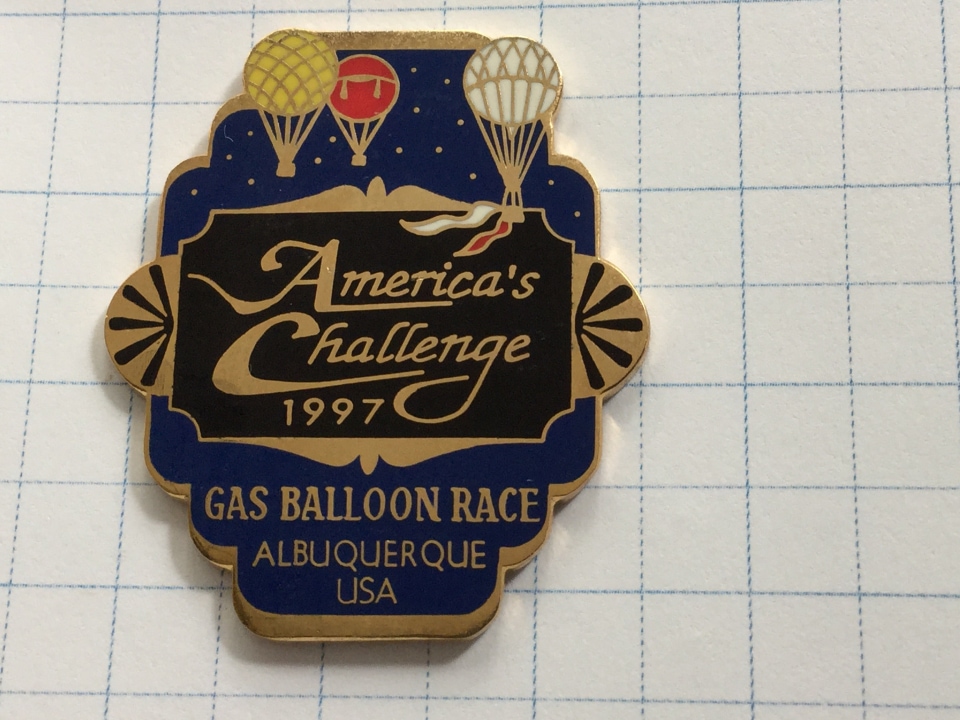 America's
Challenge
1997
GAS BALLOON RACE
ALBUQUERQUE
USA